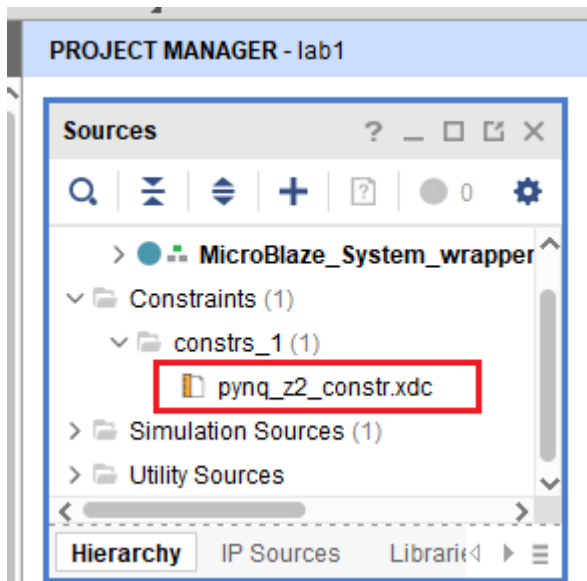 PROJECT MANAGER - lab1
Sources
? 0
MicroBlaze_System_wrapper
Constraints (1)
constrs_1 (1)
pynq_z2_constr.xdc
Simulation Sources (1)
Utility Sources
Hierarchy IP Sources